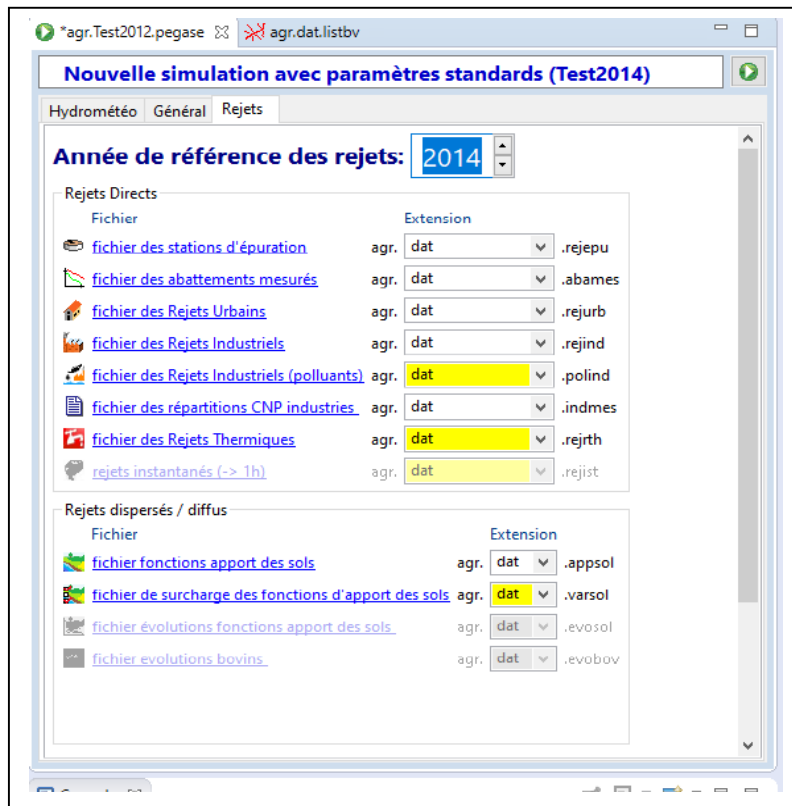 *agr.Test2012.pegase agr.dat.listbv
Nouvelle simulation avec paramètres standards (Test2014)
Hydrométéo Général Rejets
Année de référence des rejets: 2014
Rejets Directs
Fichier Extension
fichier des stations d'épuration agr. dat .rejepu
fichier des abattements mesurés agr. dat .abames
fichier des Rejets Urbains agr. dat .rejurb
fichier des Rejets Industriels agr. dat .rejind
fichier des Rejets Industriels (polluants) agr. dat .polind
fichier des répartitions CNP industries agr. dat .indmes
fichier des Rejets Thermiques agr. dat .rejrth
rejets instantanés (-> 1h) agr. dat .rejist
Rejets dispersés / diffus
Fichier Extension
fichier fonctions apport des sols agr. dat .appsol
fichier de surcharge des fonctions d'apport des sols agr. dat .varsol
fichier évolutions fonctions apport des sols agr. dat .evosol
fichier evolutions bovins agr. dat .evobov